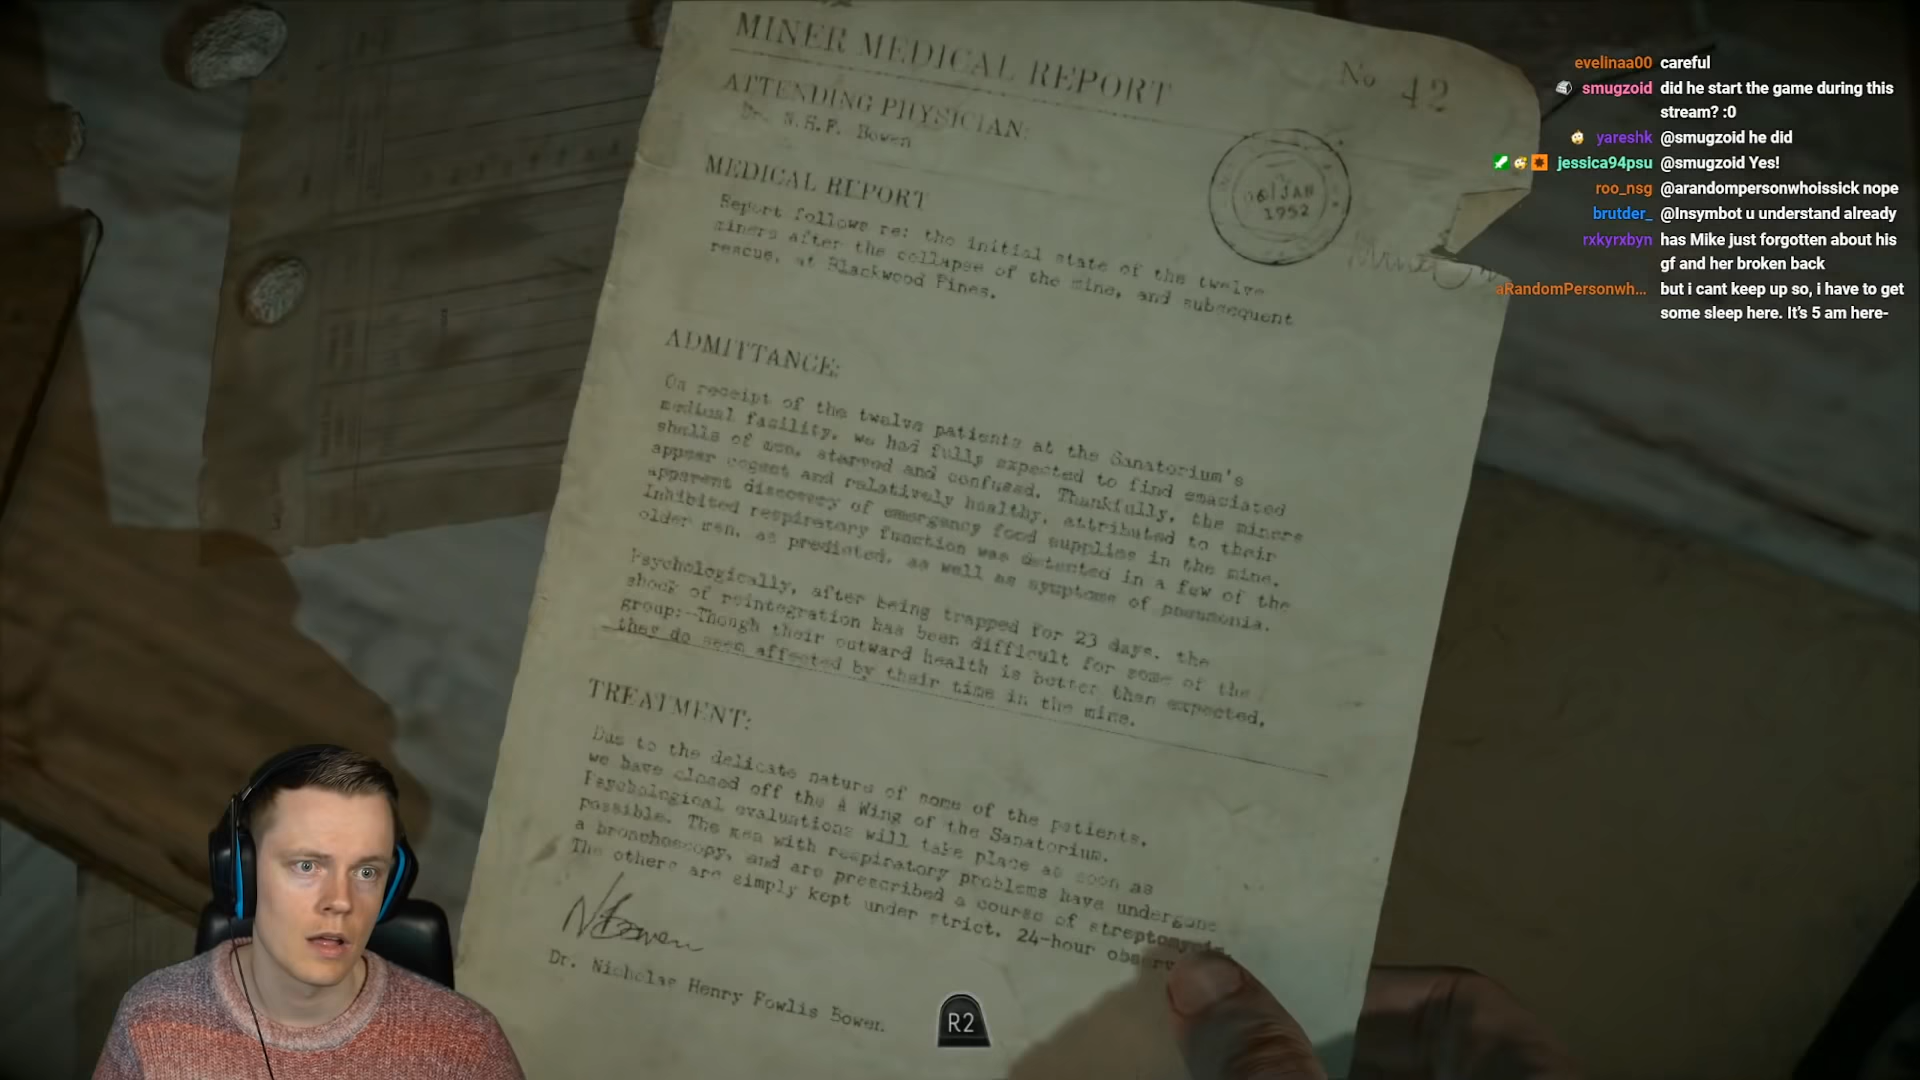 MINER MEDICAL REPORT
No 42
ATTENDING PHYSICIAN:
Dr. N.H.F. Bowen
06 JAN
1952
MEDICAL REPORT
Report follows re: the initial state of the twelve
miners after the collapse of the mine, and subsequent
rescue, at Blackwood Pines.
ADMITTANCE:
On receipt of the twelve patients at the Sanatorium's
medical facility, we had fully expected to find emaciated
shells of men, starved and confused. Thankfully, the miners
appear cogent and relatively healthy, attributed to their
apparent discovery of emergency food supplies in the mine.
Inhibited respiratory function was detected in a few of the
older men, as predicted, as well as symptoms of pneumonia.
Psychologically, after being trapped for 23 days, the
shock of reintegration has been difficult for some of the
group: Though their outward health is better than expected,
they do seem affected by their time in the mine.
TREATMENT:
Due to the delicate nature of some of the patients,
we have closed off the A Wing of the Sanatorium.
Psychological evaluations will take place as soon as
possible. The men with respiratory problems have undergone
a bronchoscopy, and are prescribed a course of streptomycin.
The others are simply kept under strict, 24-hour
NBowen
Dr. Nicholas Henry Fowlis Bowen
R2
evelinaa00 careful
smugzoid did he start the game during this
stream? :0
yareshk @smugzoid he did
jessica94psu @smugzoid Yes!
roo_nsg @arandompersonwhoissick nope
brutder_ @Insymbot u understand already
rxkyrxbyn has Mike just forgotten about his
gf and her broken back
aRandomPersonwh... but i cant keep up so, i have to get
some sleep here. It's 5 am here-